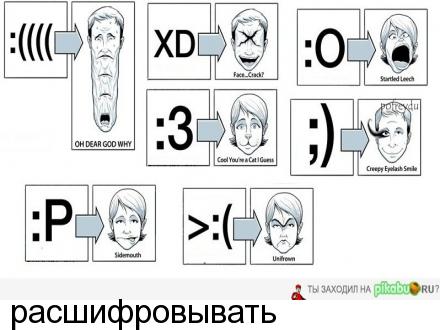 :(((((
OH DEAR GOD WHY
XD
Face...Crack?
:O
Startled Leech
:3
Cool You're a Cat I Guess
potrey4u
;)
Creepy Eyelash Smile
:P
Sidemouth
>:(
Unifrown
ТЫ ЗАХОДИЛ НА pikabu.RU?
расшифровывать